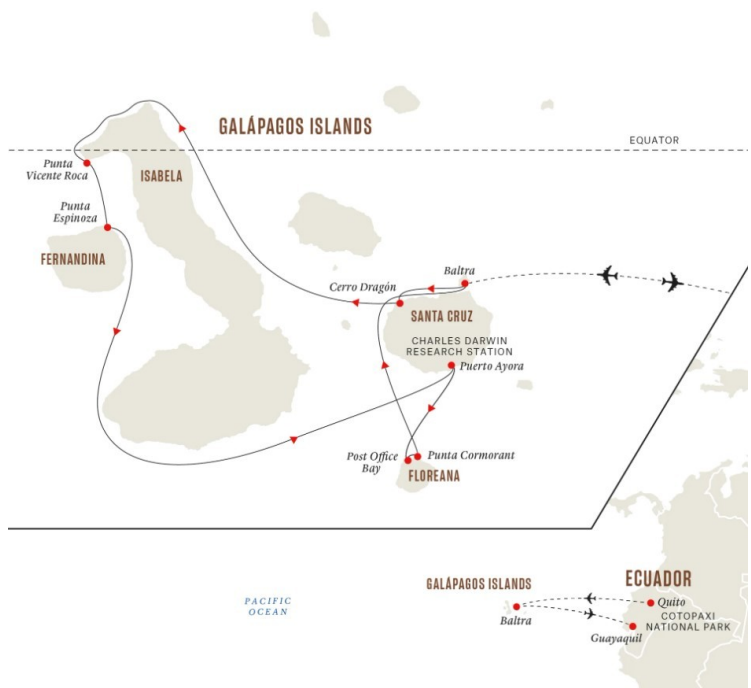 GALÁPAGOS ISLANDS
EQUATOR
Punta
Vicente Roca
ISABELA
Punta
Espinoza
FERNANDINA
Baltra
Cerro Dragón
SANTA CRUZ
CHARLES DARWIN
RESEARCH STATION
Puerto Ayora
Post Office
Bay
Punta Cormorant
FLOREANA
PACIFIC
OCEAN
GALÁPAGOS ISLANDS
Baltra
ECUADOR
Quito
COTOPAXI
NATIONAL PARK
Guayaquil